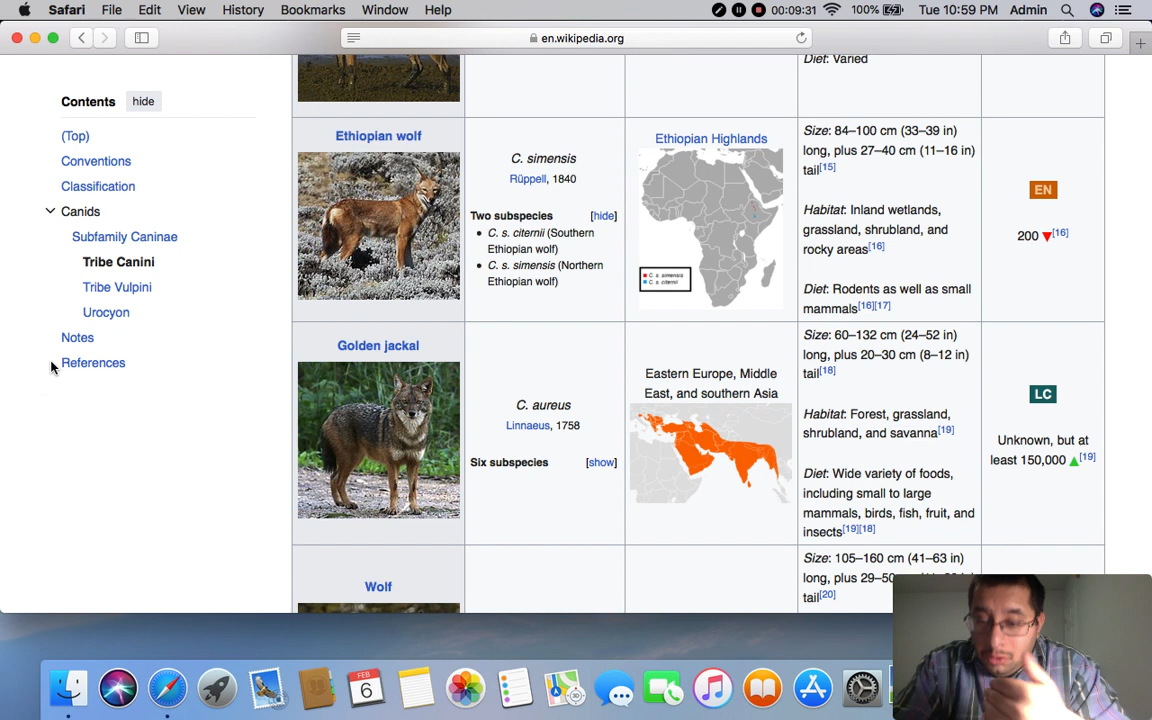 Safari File Edit View History Bookmarks Window Help 00:09:31 100% Tue 10:59 PM Admin
en.wikipedia.org
Contents hide
(Top)
Conventions
Classification
Canids
Subfamily Caninae
Tribe Canini
Tribe Vulpini
Urocyon
Notes
References
Diet: Varied
Ethiopian wolf
C. simensis
Rüppell, 1840
Two subspecies [hide]
C. s. citernii (Southern
Ethiopian wolf)
C. s. simensis (Northern
Ethiopian wolf)
Ethiopian Highlands
C. s. simensis
C. s. citernii
Size: 84–100 cm (33–39 in)
long, plus 27–40 cm (11–16 in)
tail[15]
Habitat: Inland wetlands,
grassland, shrubland, and
rocky areas[16]
Diet: Rodents as well as small
mammals[16][17]
EN
200 [16]
Golden jackal
C. aureus
Linnaeus, 1758
Six subspecies [show]
Eastern Europe, Middle
East, and southern Asia
Size: 60–132 cm (24–52 in)
long, plus 20–30 cm (8–12 in)
tail[18]
Habitat: Forest, grassland,
shrubland, and savanna[19]
Diet: Wide variety of foods,
including small to large
mammals, birds, fish, fruit, and
insects[19][18]
LC
Unknown, but at
least 150,000 [19]
Wolf
Size: 105–160 cm (41–63 in)
long, plus 29–50
tail[20]
FEB
6